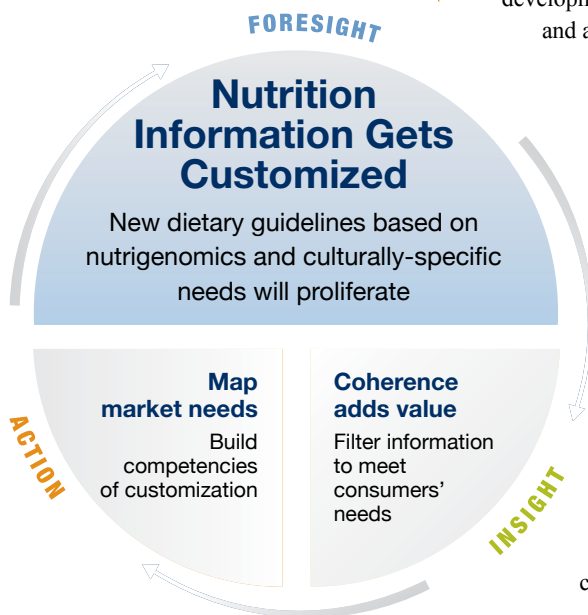 developm
and a
FORESIGHT
Nutrition
Information Gets
Customized
New dietary guidelines based on
nutrigenomics and culturally-specific
needs will proliferate
Map
market needs
Build
competencies
of customization
Coherence
adds value
Filter information
to meet
consumers’
needs
ACTION
INSIGHT
c